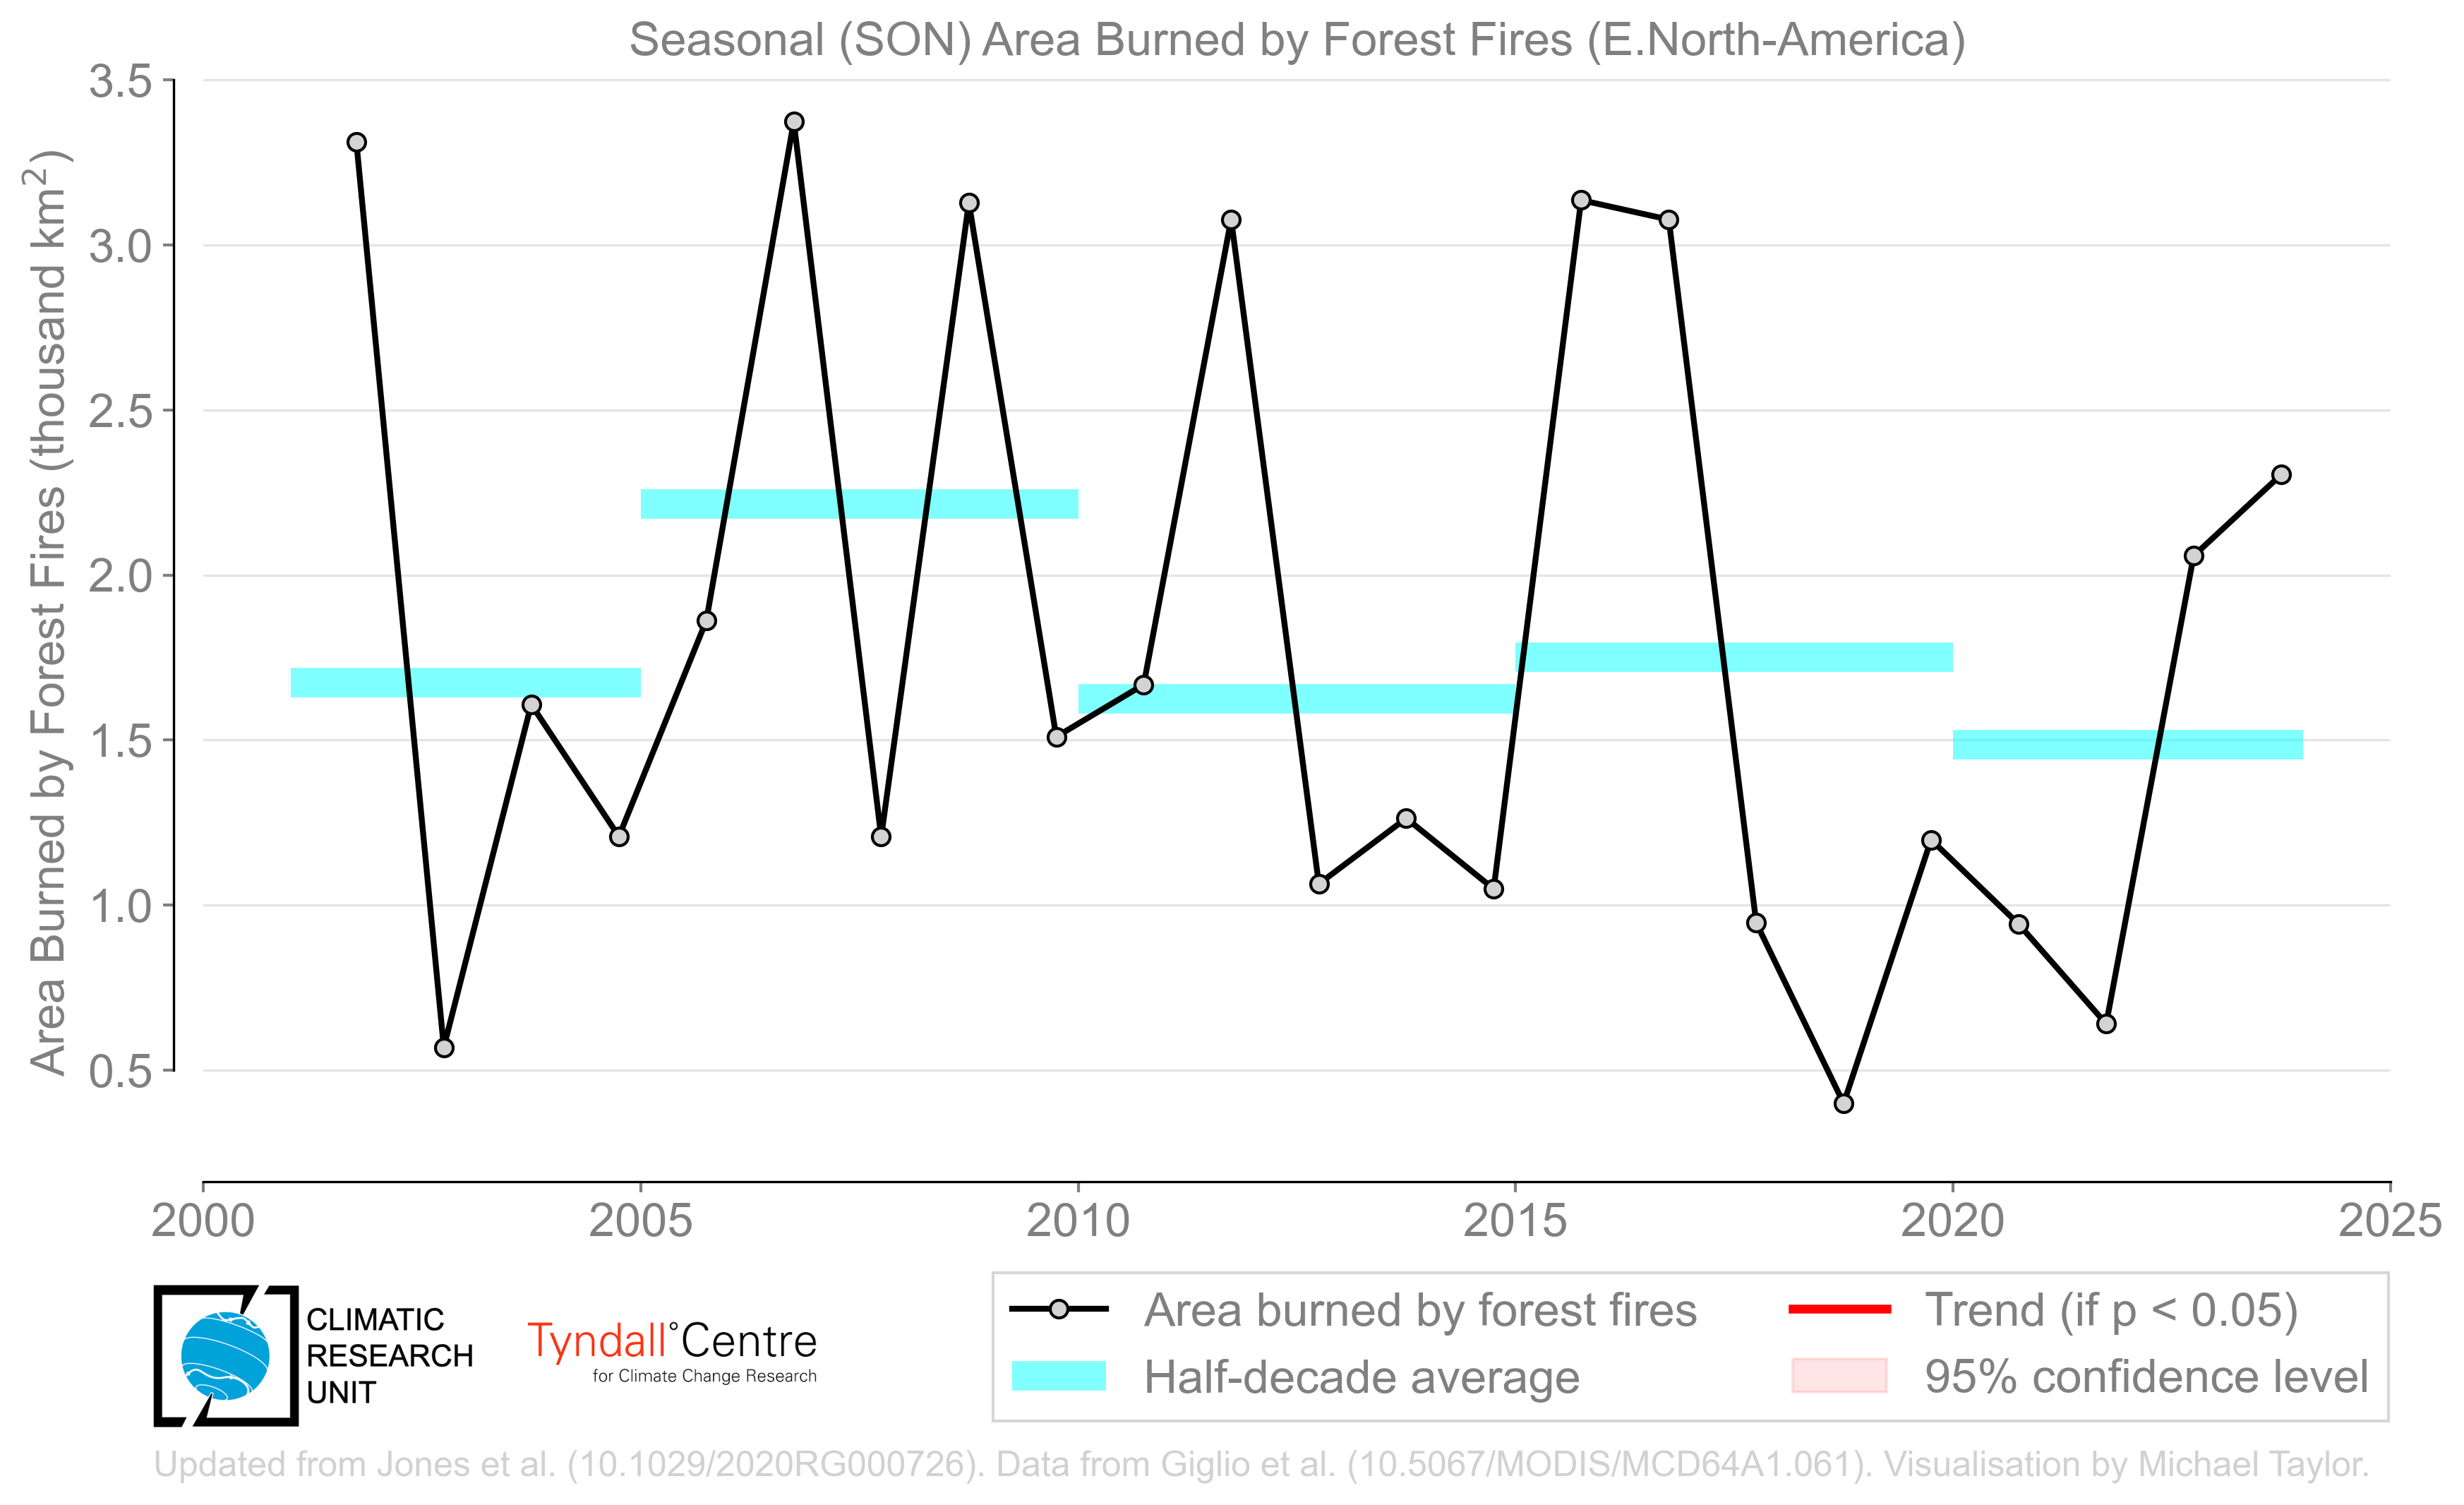 Seasonal (SON) Area Burned by Forest Fires (E.North-America)
Area Burned by Forest Fires (thousand km²)
3.5
3.0
2.5
2.0
1.5
1.0
0.5
2000 2005 2010 2015 2020 2025
CLIMATIC
RESEARCH
UNIT
Tyndall°Centre
for Climate Change Research
Area burned by forest fires
Half-decade average
Trend (if p < 0.05)
95% confidence level
Updated from Jones et al. (10.1029/2020RG000726). Data from Giglio et al. (10.5067/MODIS/MCD64A1.061). Visualisation by Michael Taylor.